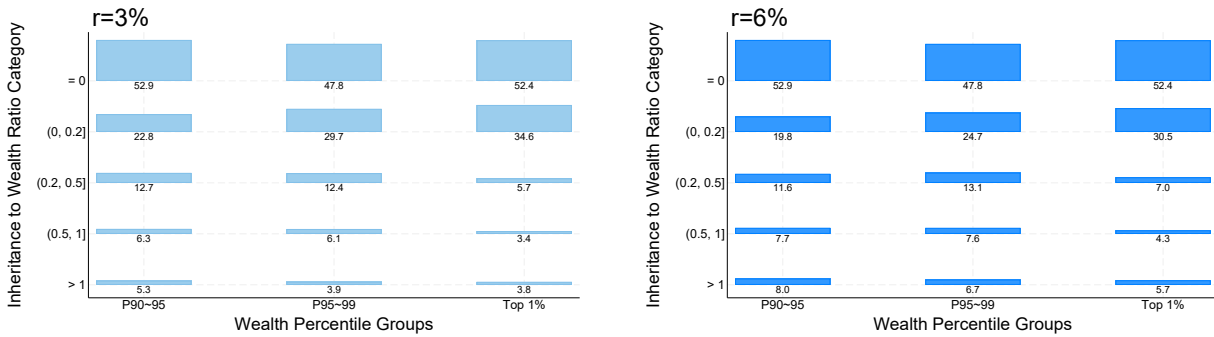 r=3%
Inheritance to Wealth Ratio Category
= 0
52.9 47.8 52.4
(0, 0.2]
22.8 29.7 34.6
(0.2, 0.5]
12.7 12.4 5.7
(0.5, 1]
6.3 6.1 3.4
> 1
5.3 3.9 3.8
P90~95 P95~99 Top 1%
Wealth Percentile Groups
r=6%
Inheritance to Wealth Ratio Category
= 0
52.9 47.8 52.4
(0, 0.2]
19.8 24.7 30.5
(0.2, 0.5]
11.6 13.1 7.0
(0.5, 1]
7.7 7.6 4.3
> 1
8.0 6.7 5.7
P90~95 P95~99 Top 1%
Wealth Percentile Groups